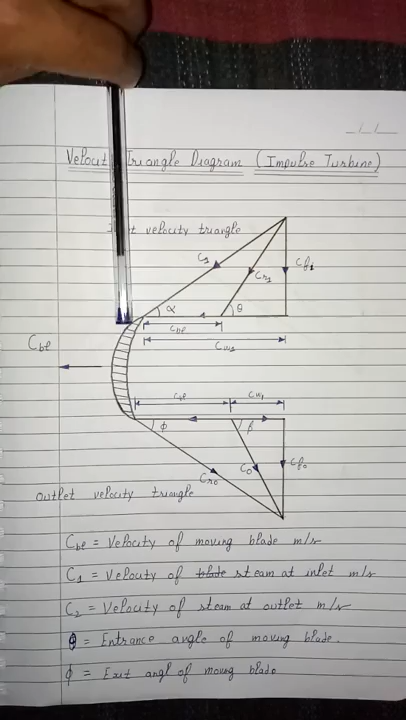 Velocit Triangle Diagram (Impulse Turbine)
velocity triangle
C₁
Cr₁
Cf₁
α
θ
Cbl
Cw₁
Cbl
Cbl
ϕ
β
Cr₀
C₀
Cf₀
outlet velocity triangle
Cbl = Velocity of moving blade m/s
C₁ = Velocity of steam at inlet m/s
C₂ = Velocity of steam at outlet m/s
θ = Entrance angle of moving blade.
ϕ = Exit angl of moving blade